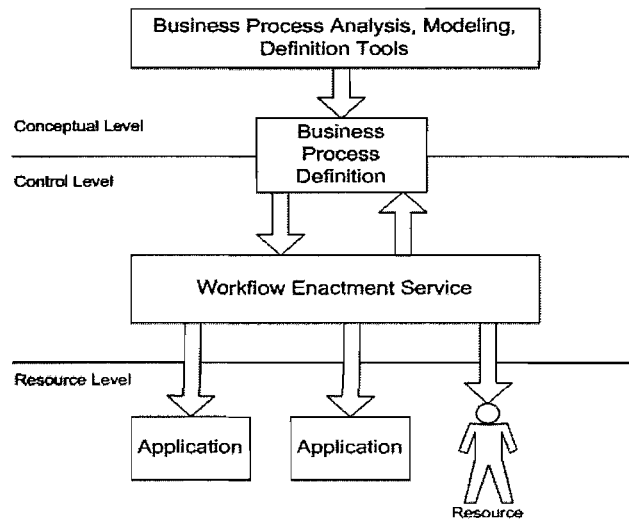 Business Process Analysis, Modeling,
Definition Tools
Conceptual Level
Business
Process
Definition
Control Level
Workflow Enactment Service
Resource Level
Application
Application
Resource